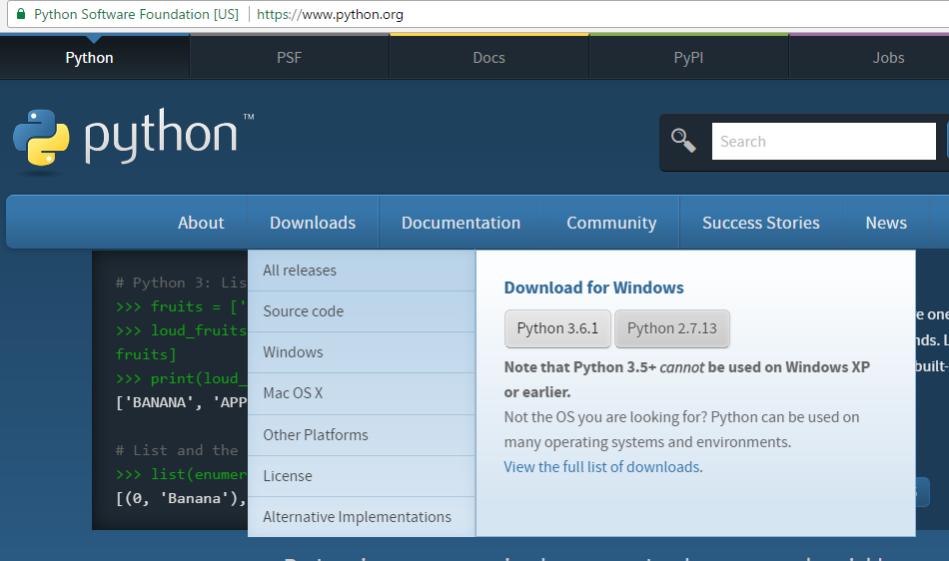 Python Software Foundation [US] https://www.python.org
Python PSF Docs PyPI Jobs
python™
Search
About Downloads Documentation Community Success Stories News
# Python 3: Lis
>>> fruits = ['
>>> loud_fruits
fruits]
>>> print(loud_
['BANANA', 'APP
# List and the
>>> list(enumer
[(0, 'Banana'),
All releases
Source code
Windows
Mac OS X
Other Platforms
License
Alternative Implementations
Download for Windows
Python 3.6.1 Python 2.7.13
Note that Python 3.5+ cannot be used on Windows XP
or earlier.
Not the OS you are looking for? Python can be used on
many operating systems and environments.
View the full list of downloads.
e one
nds. L
built-